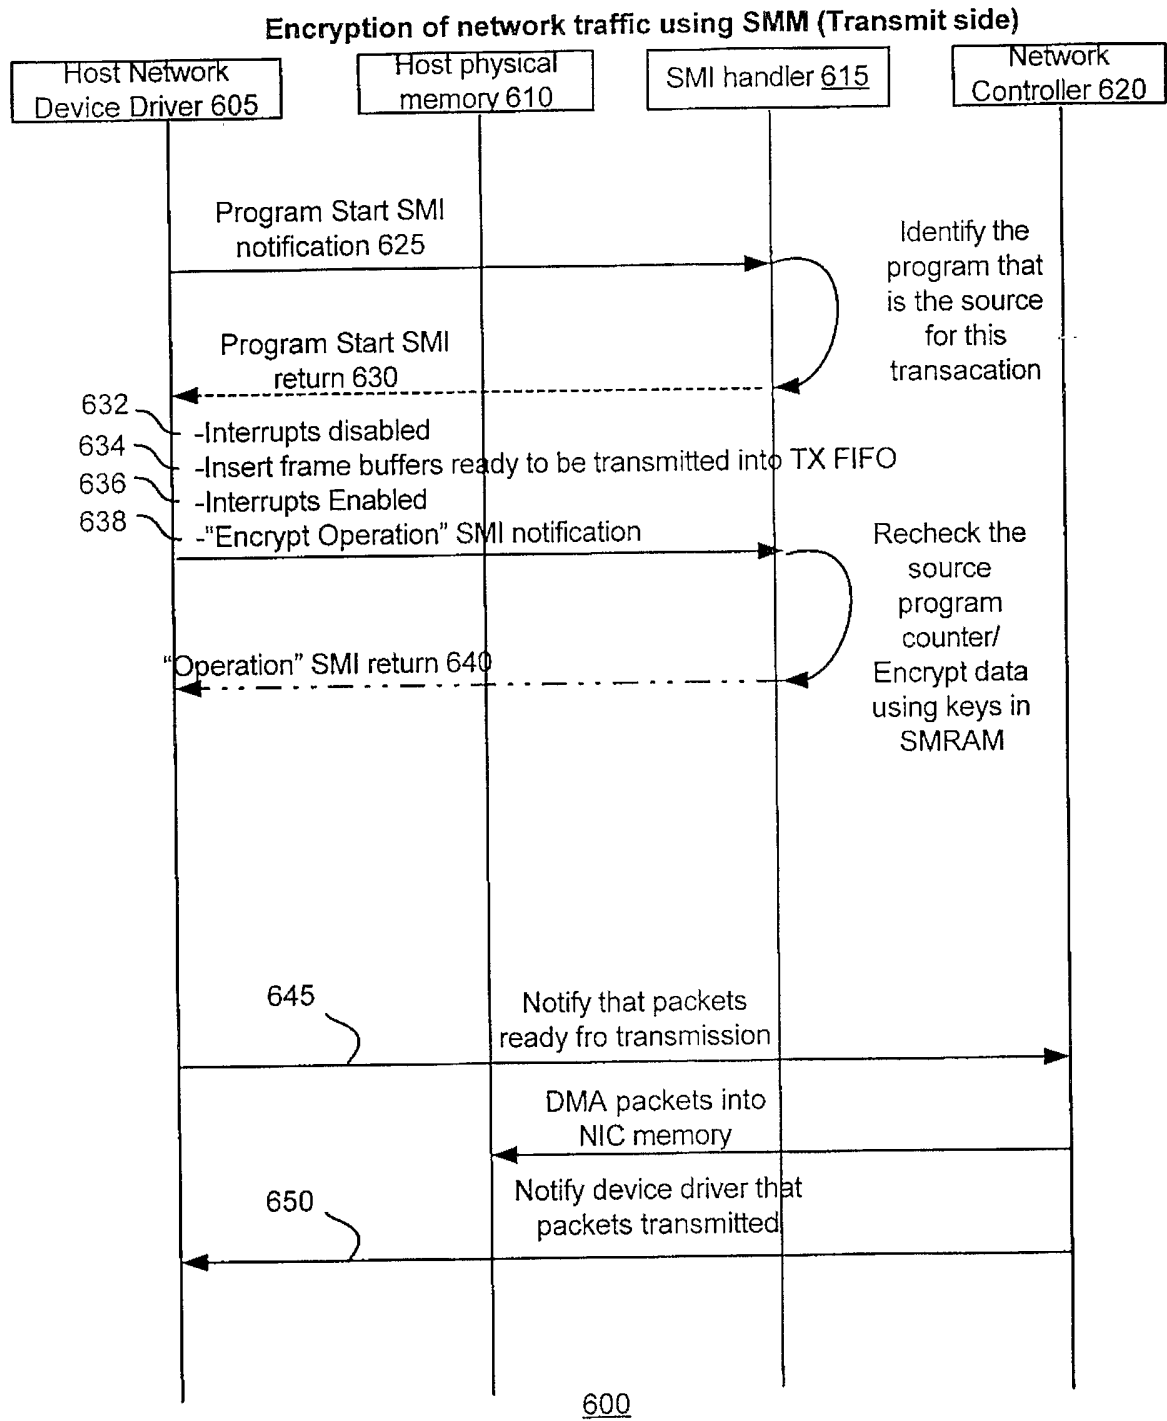 Encryption of network traffic using SMM (Transmit side)
Host Network
Device Driver 605
Host physical
memory 610
SMI handler 615
Network
Controller 620
Program Start SMI
notification 625
Identify the
program that
is the source
for this
transacation
Program Start SMI
return 630
632
-Interrupts disabled
634
-Insert frame buffers ready to be transmitted into TX FIFO
636
-Interrupts Enabled
638
-“Encrypt Operation” SMI notification
Recheck the
source
program
counter/
Encrypt data
using keys in
SMRAM
“Operation” SMI return 640
645
Notify that packets
ready fro transmission
DMA packets into
NIC memory
650
Notify device driver that
packets transmitted
600